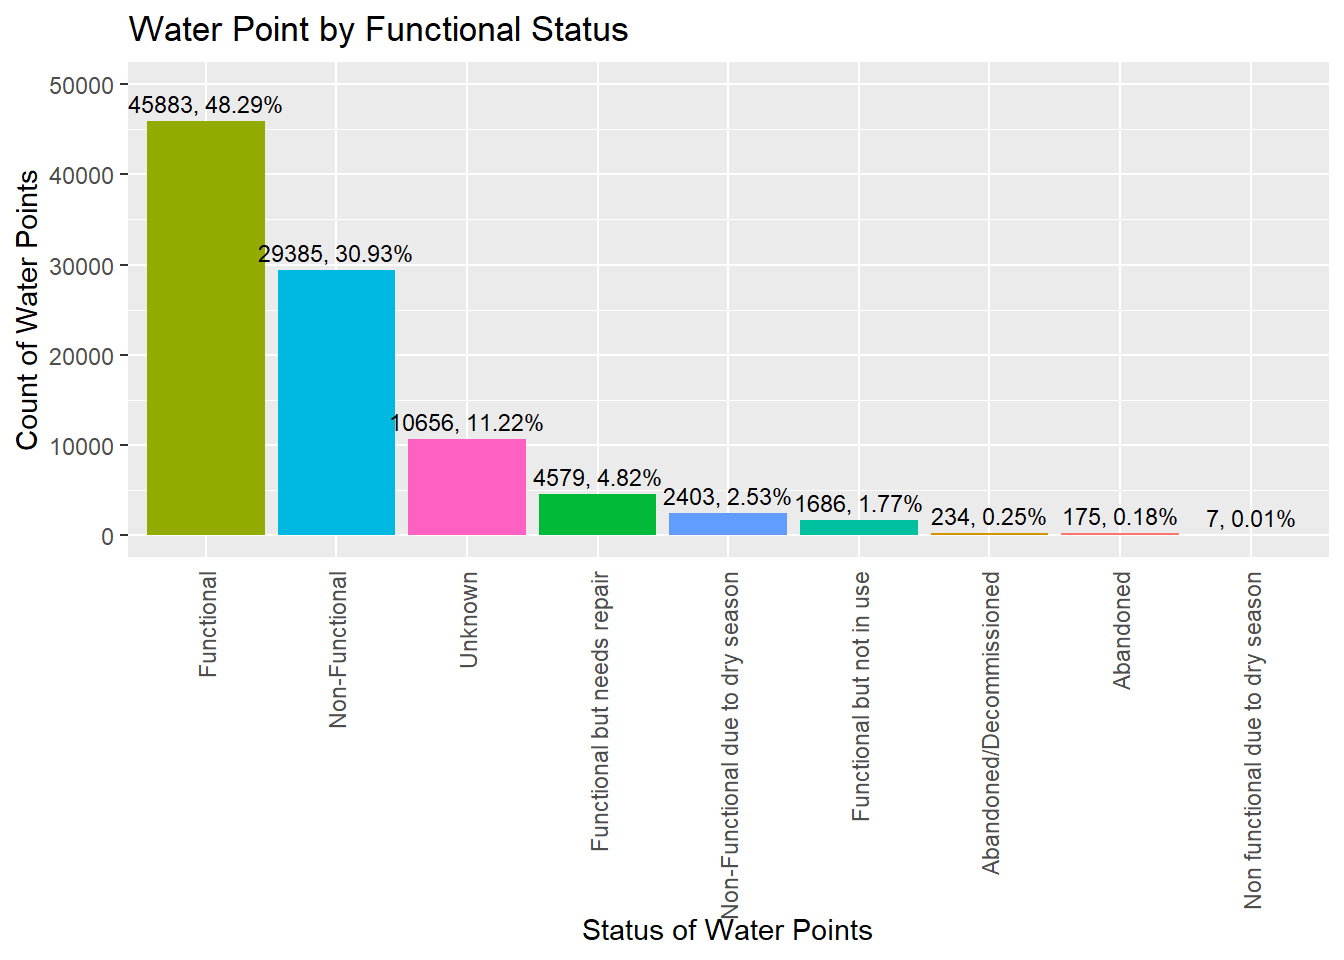 Water Point by Functional Status
Count of Water Points
50000
40000
30000
20000
10000
0
45883, 48.29%
29385, 30.93%
10656, 11.22%
4579, 4.82%
2403, 2.53%
1686, 1.77%
234, 0.25%
175, 0.18%
7, 0.01%
Functional
Non-Functional
Unknown
Functional but needs repair
Non-Functional due to dry season
Functional but not in use
Abandoned/Decommissioned
Abandoned
Non functional due to dry season
Status of Water Points